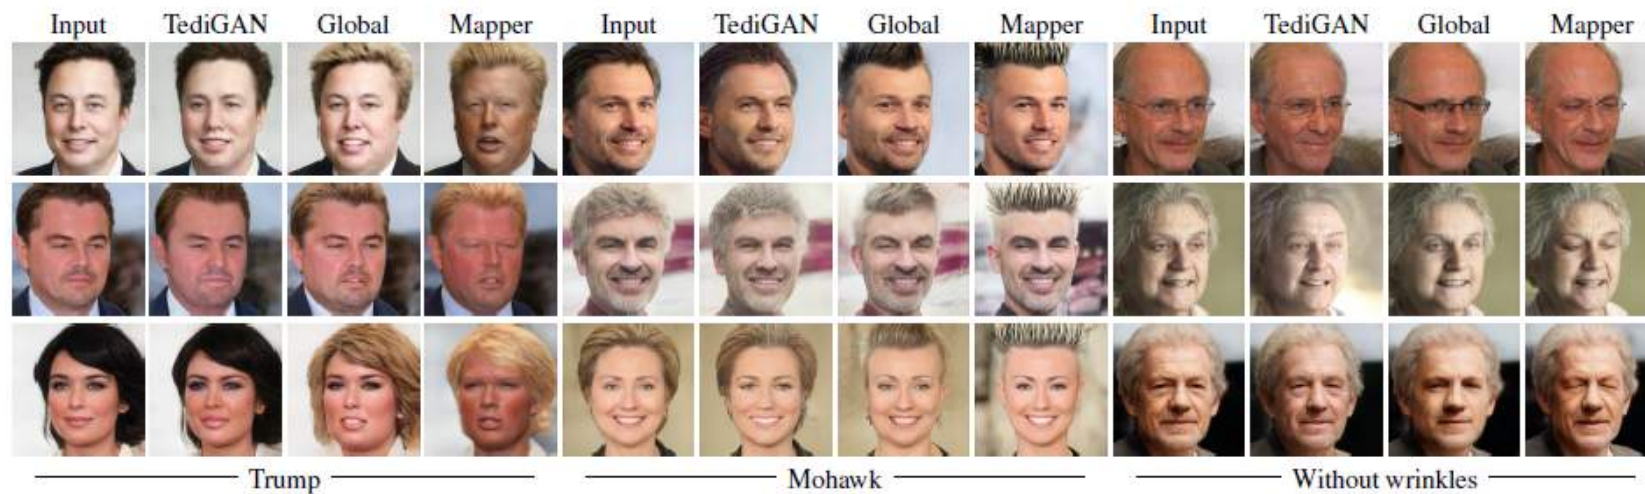 Input TediGAN Global Mapper Input TediGAN Global Mapper Input TediGAN Global Mapper
Trump Mohawk Without wrinkles